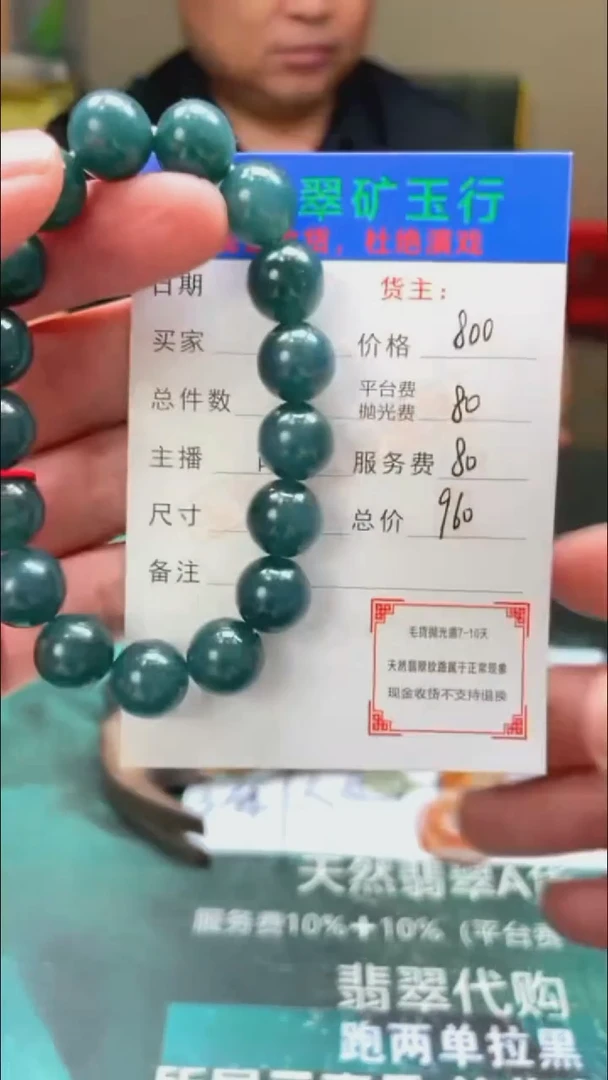 翠矿玉行
，杜绝演戏
日期
货主：
买家
价格 800
总件数
平台费
抛光费 80
主播
服务费 80
尺寸
总价 960
备注
毛货抛光需7-10天
天然翡翠纹路属于正常现象
现金收货不支持退换
天然翡翠A货
服务费10%＋10%（平台费
翡翠代购
跑两单拉黑